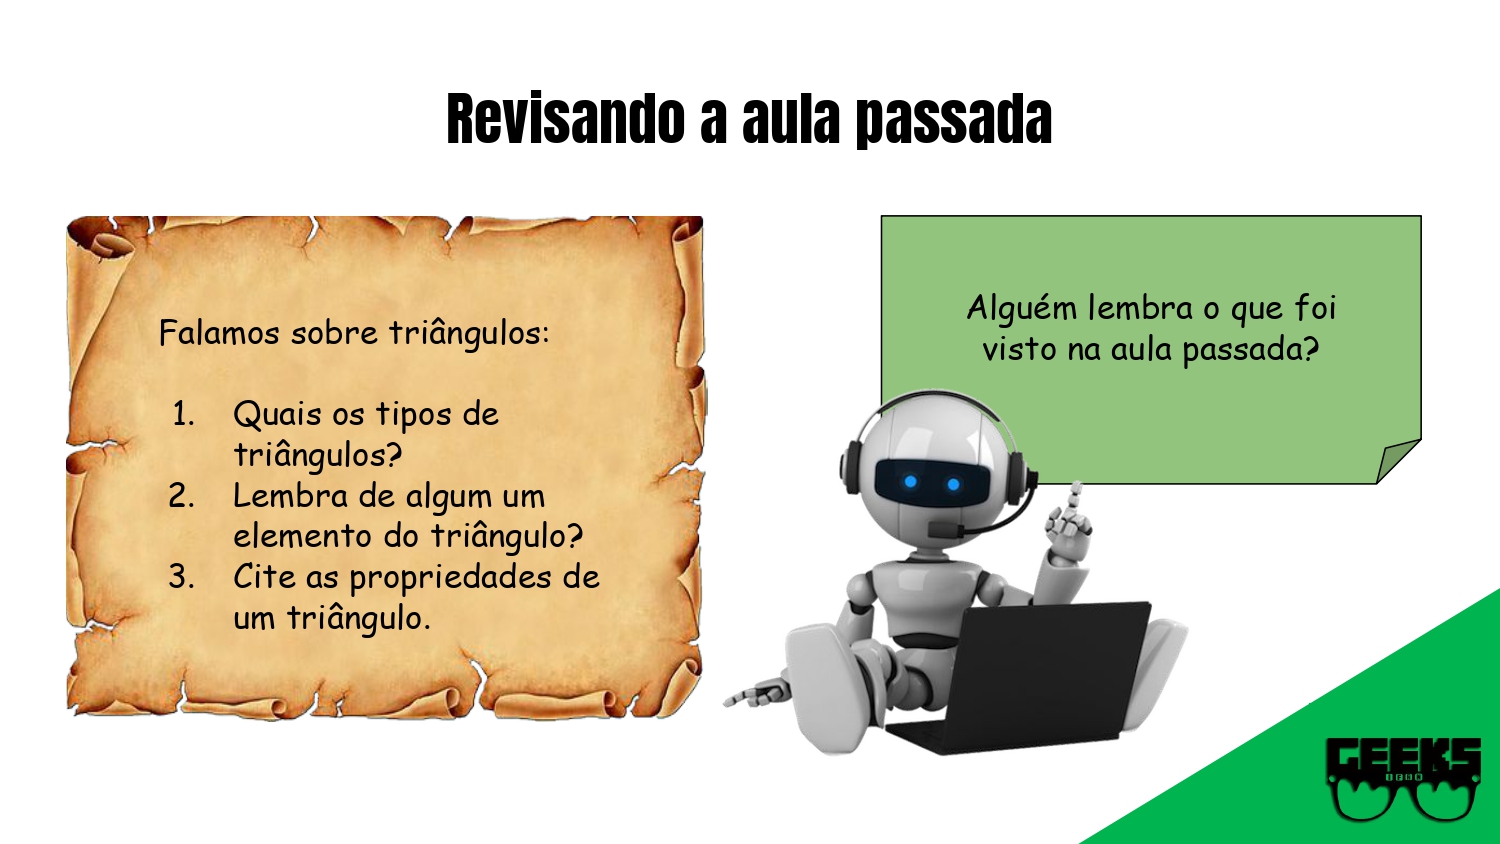 Revisando a aula passada
Falamos sobre triângulos:
1. Quais os tipos de
triângulos?
2. Lembra de algum um
elemento do triângulo?
3. Cite as propriedades de
um triângulo.
Alguém lembra o que foi
visto na aula passada?
GEEKS
IFRN